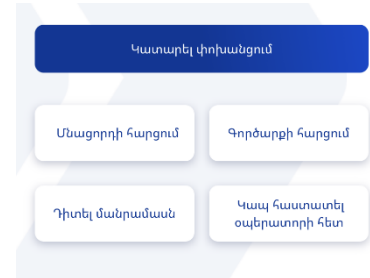 Կատարել փոխանցում
Մնացորդի հարցում
Գործարքի հարցում
Դիտել մանրամասն
Կապ հաստատել
օպերատորի հետ